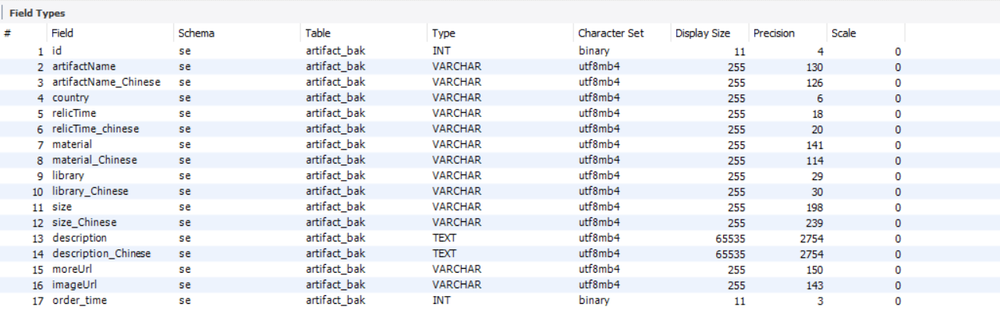 Field Types
# Field Schema Table Type Character Set Display Size Precision Scale
1 id se artifact_bak INT binary 11 4 0
2 artifactName se artifact_bak VARCHAR utf8mb4 255 130 0
3 artifactName_Chinese se artifact_bak VARCHAR utf8mb4 255 126 0
4 country se artifact_bak VARCHAR utf8mb4 255 6 0
5 relicTime se artifact_bak VARCHAR utf8mb4 255 18 0
6 relicTime_chinese se artifact_bak VARCHAR utf8mb4 255 20 0
7 material se artifact_bak VARCHAR utf8mb4 255 141 0
8 material_Chinese se artifact_bak VARCHAR utf8mb4 255 114 0
9 library se artifact_bak VARCHAR utf8mb4 255 29 0
10 library_Chinese se artifact_bak VARCHAR utf8mb4 255 30 0
11 size se artifact_bak VARCHAR utf8mb4 255 198 0
12 size_Chinese se artifact_bak VARCHAR utf8mb4 255 239 0
13 description se artifact_bak TEXT utf8mb4 65535 2754 0
14 description_Chinese se artifact_bak TEXT utf8mb4 65535 2754 0
15 moreUrl se artifact_bak VARCHAR utf8mb4 255 150 0
16 imageUrl se artifact_bak VARCHAR utf8mb4 255 143 0
17 order_time se artifact_bak INT binary 11 3 0